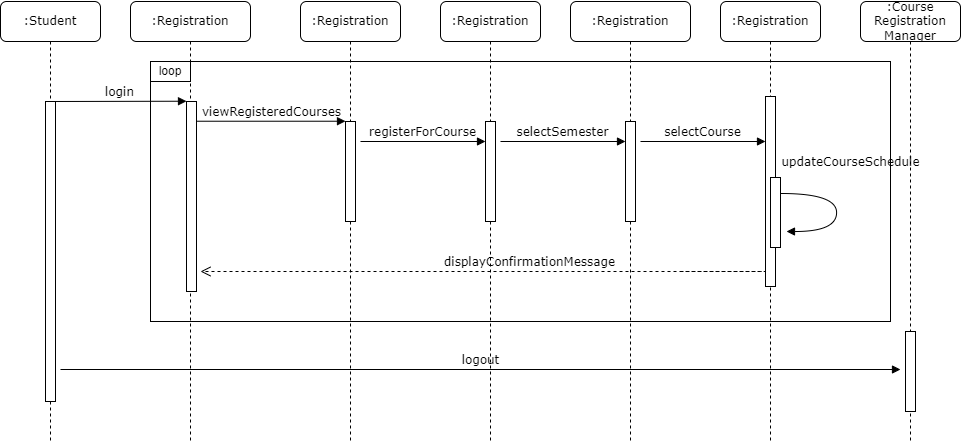 :Student
:Registration
:Registration
:Registration
:Registration
:Registration
:Course
Registration
Manager
loop
login
viewRegisteredCourses
registerForCourse
selectSemester
selectCourse
updateCourseSchedule
displayConfirmationMessage
logout